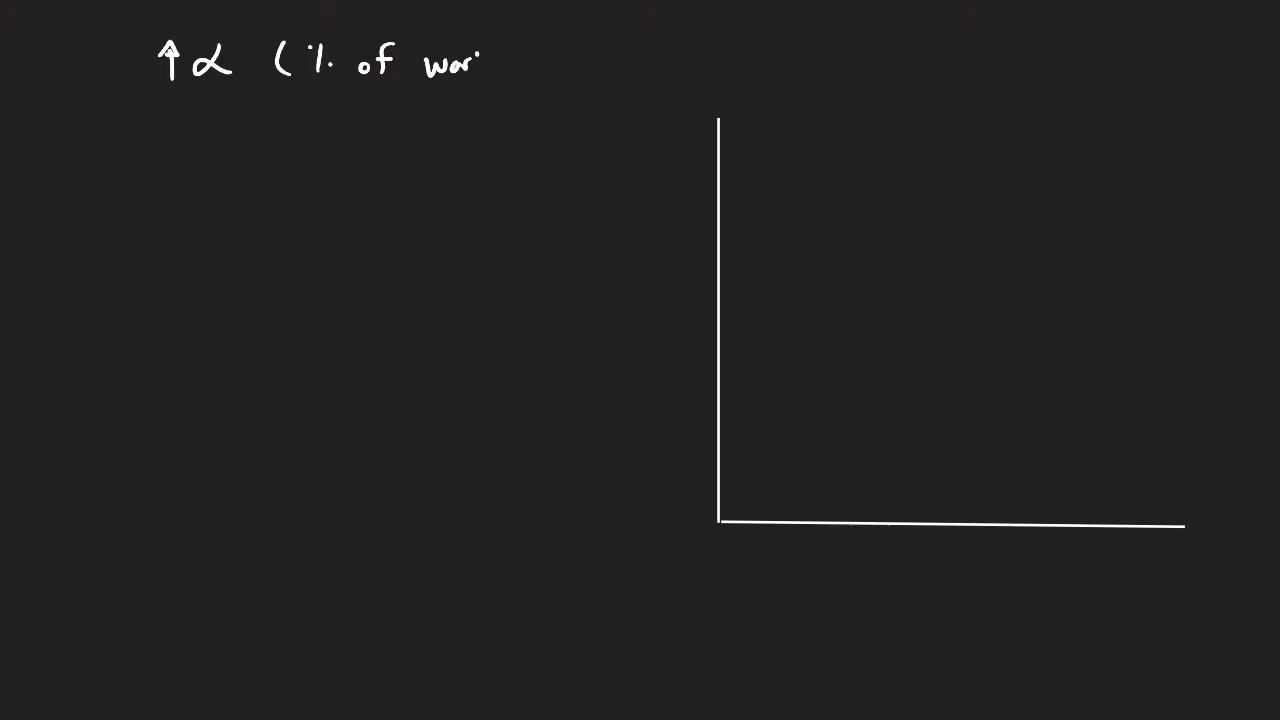 ↑ α ( % of wor